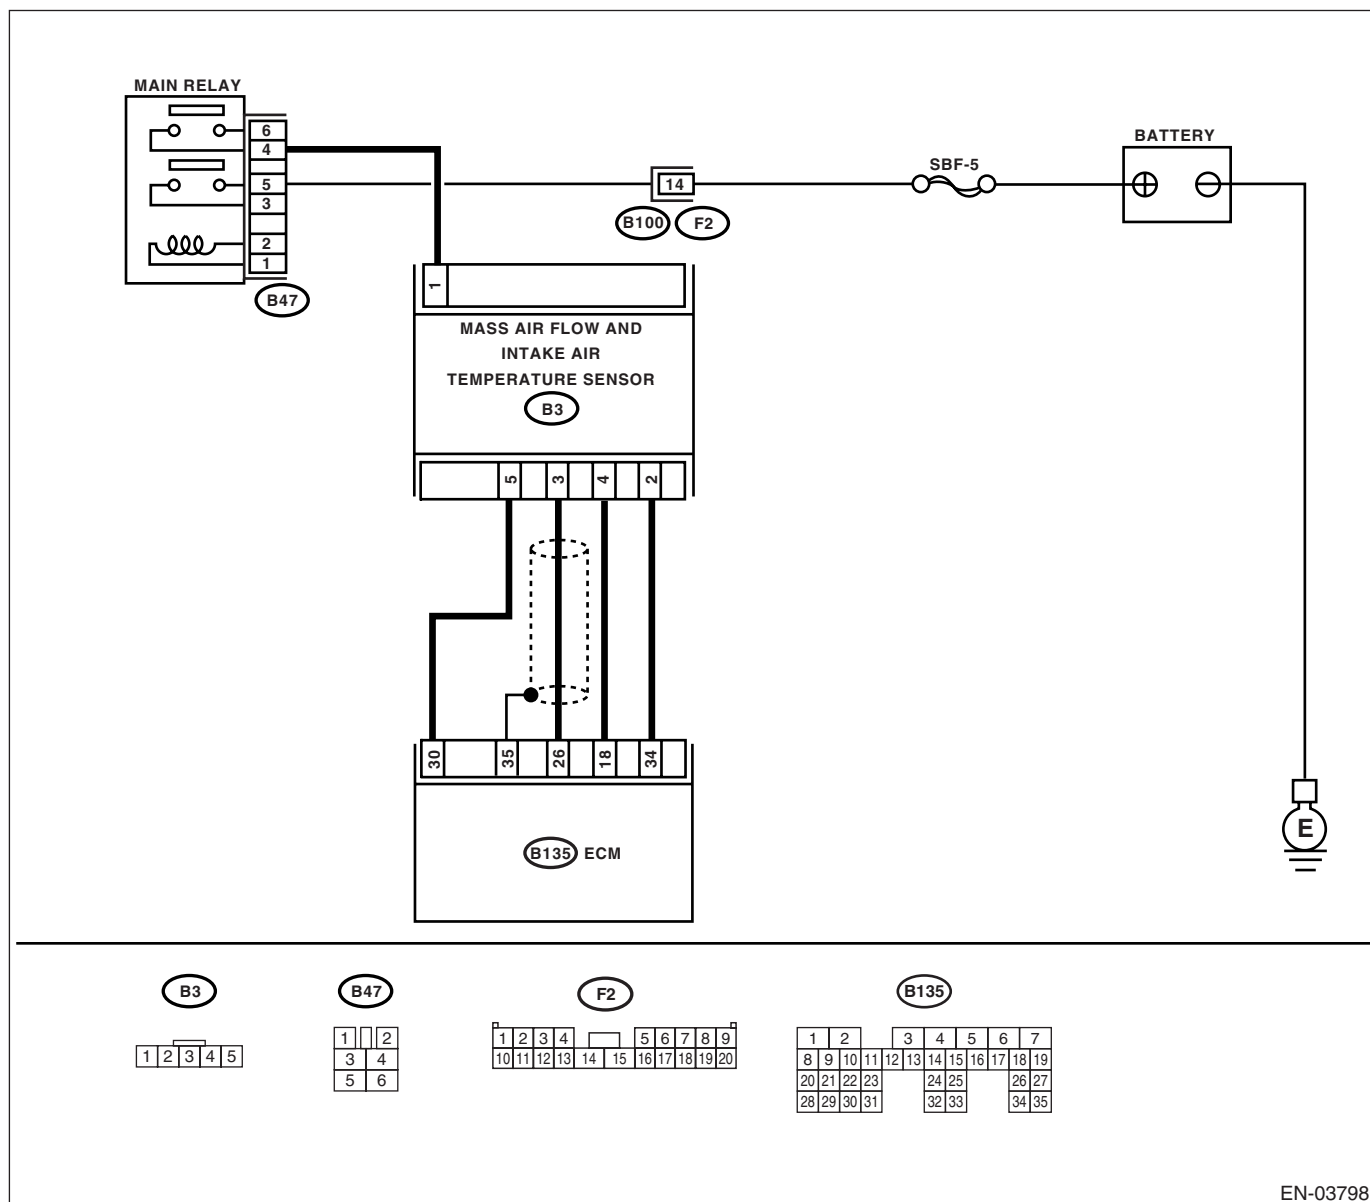 MAIN RELAY
6
4
5
3
2
1
B47
14
B100 F2
SBF-5
BATTERY
1
MASS AIR FLOW AND
INTAKE AIR
TEMPERATURE SENSOR
B3
5 3 4 2
30 35 26 18 34
B135 ECM
E
B3
1 2 3 4 5
B47
1 2
3 4
5 6
F2
1 2 3 4 5 6 7 8 9
10 11 12 13 14 15 16 17 18 19 20
B135
1 2 3 4 5 6 7
8 9 10 11 12 13 14 15 16 17 18 19
20 21 22 23 24 25 26 27
28 29 30 31 32 33 34 35
EN-03798